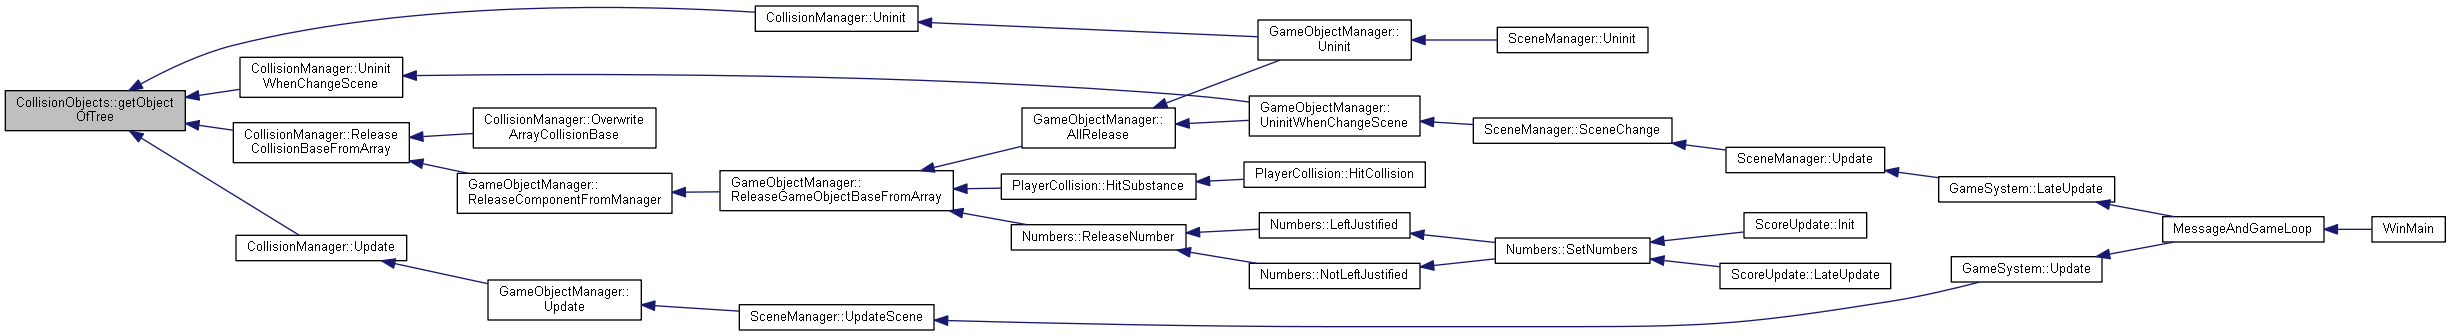 CollisionObjects::getObject
OfTree
CollisionManager::Uninit
CollisionManager::Uninit
WhenChangeScene
CollisionManager::Release
CollisionBaseFromArray
CollisionManager::Update
CollisionManager::Overwrite
ArrayCollisionBase
GameObjectManager::
ReleaseComponentFromManager
GameObjectManager::
Update
GameObjectManager::
ReleaseGameObjectBaseFromArray
SceneManager::UpdateScene
GameObjectManager::
AllRelease
PlayerCollision::HitSubstance
Numbers::ReleaseNumber
GameObjectManager::
Uninit
GameObjectManager::
UninitWhenChangeScene
PlayerCollision::HitCollision
Numbers::LeftJustified
Numbers::NotLeftJustified
SceneManager::Uninit
SceneManager::SceneChange
Numbers::SetNumbers
SceneManager::Update
ScoreUpdate::Init
ScoreUpdate::LateUpdate
GameSystem::LateUpdate
GameSystem::Update
MessageAndGameLoop
WinMain